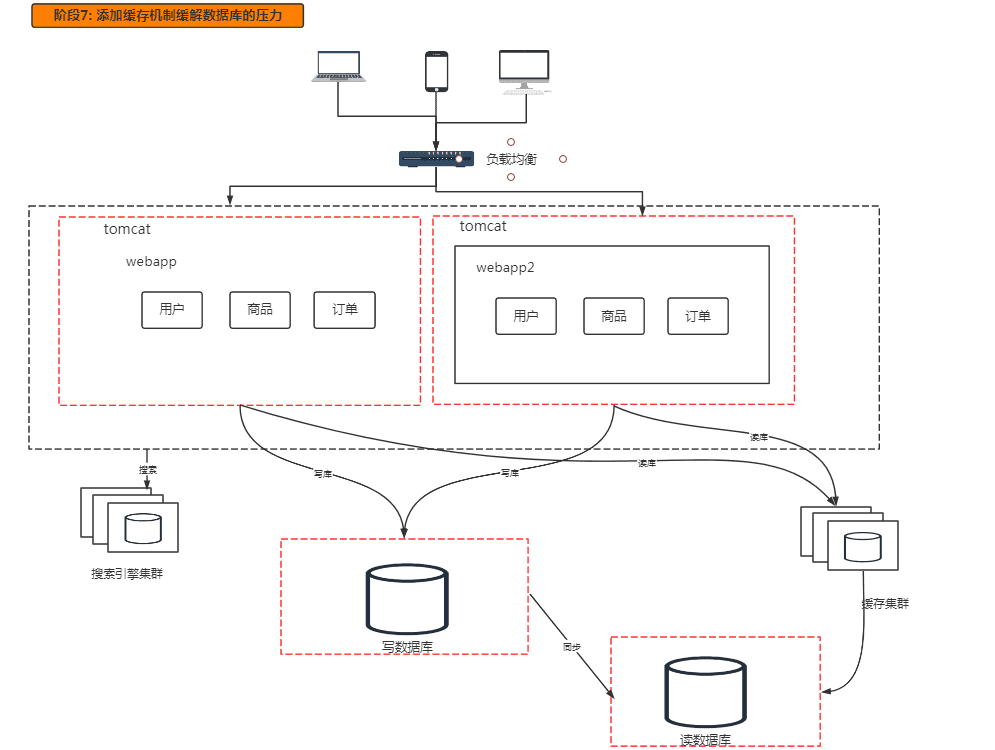 阶段7: 添加缓存机制缓解数据库的压力
负载均衡
tomcat
webapp
用户
商品
订单
tomcat
webapp2
用户
商品
订单
搜索
写库
写库
读库
读库
搜索引擎集群
缓存集群
写数据库
同步
读数据库